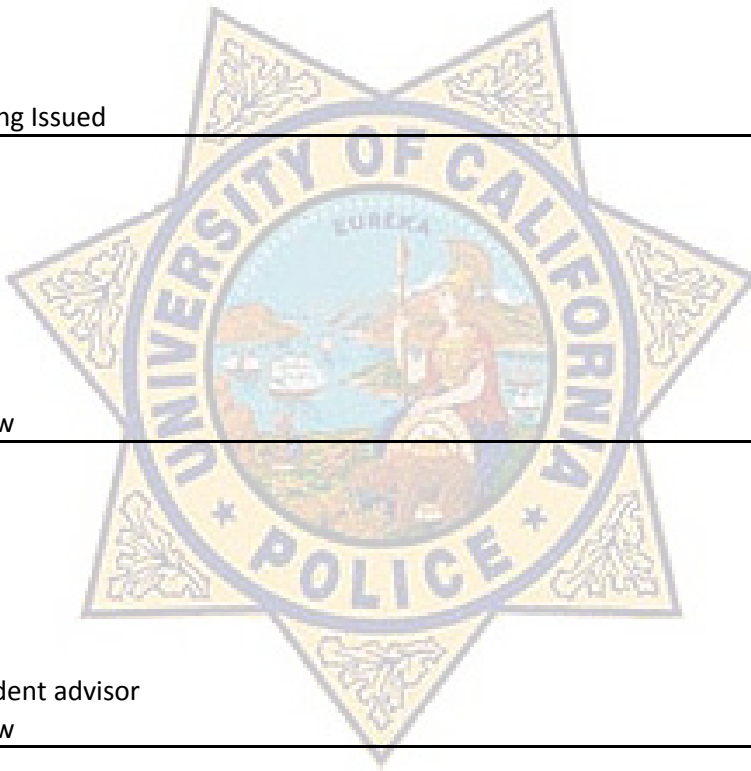 ng Issued
UNIVERSITY OF CALIFORNIA
EUREKA
w
POLICE
dent advisor
w